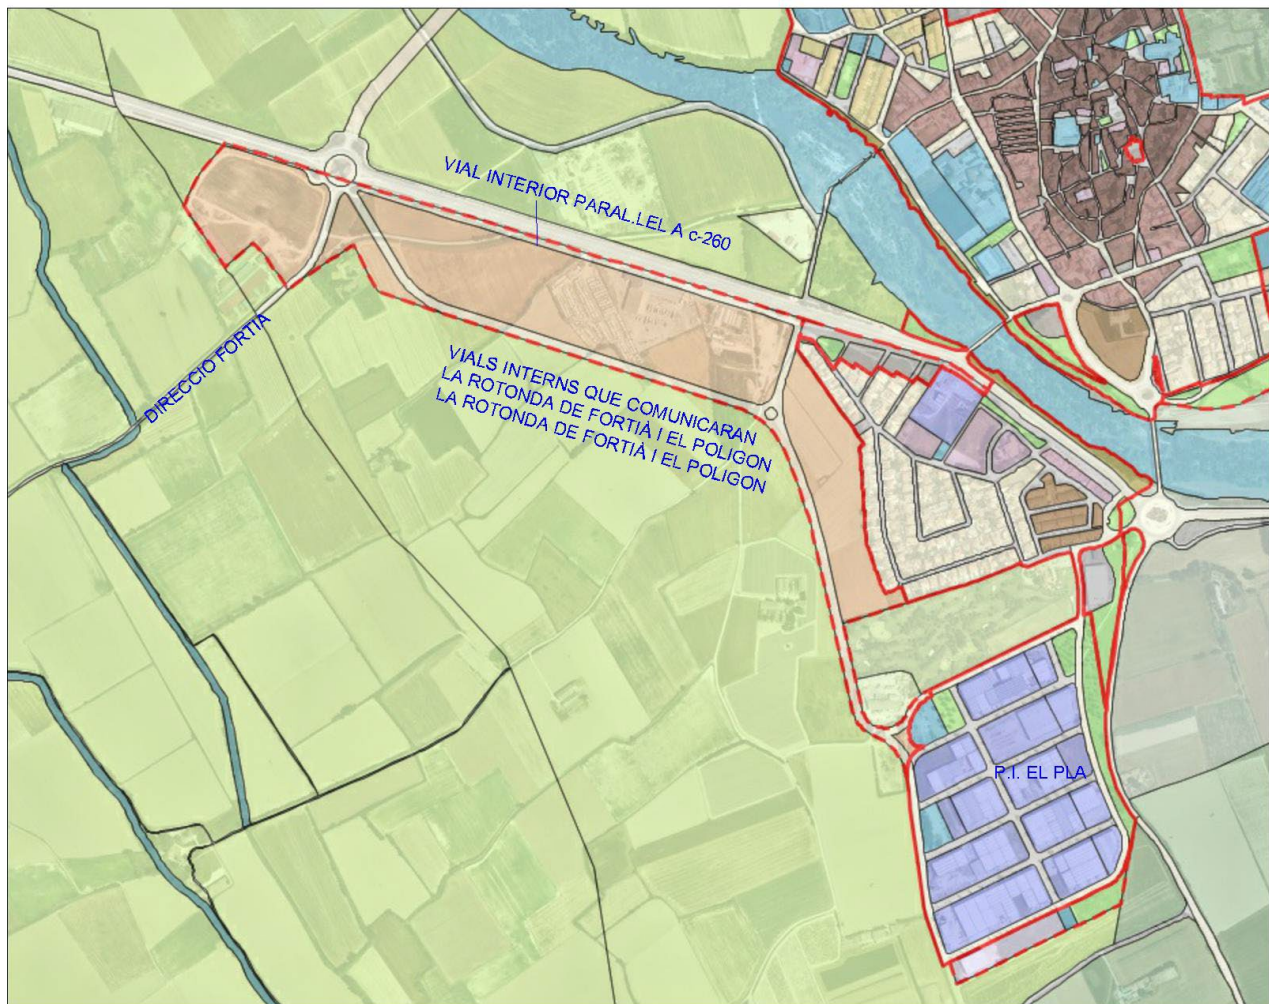 VIAL INTERIOR PARAL.LEL A c-260
DIRECCIO FORTIA
VIALS INTERNS QUE COMUNICARAN
LA ROTONDA DE FORTIÀ I EL POLIGON
LA ROTONDA DE FORTIÀ I EL POLIGON
P.I. EL PLA